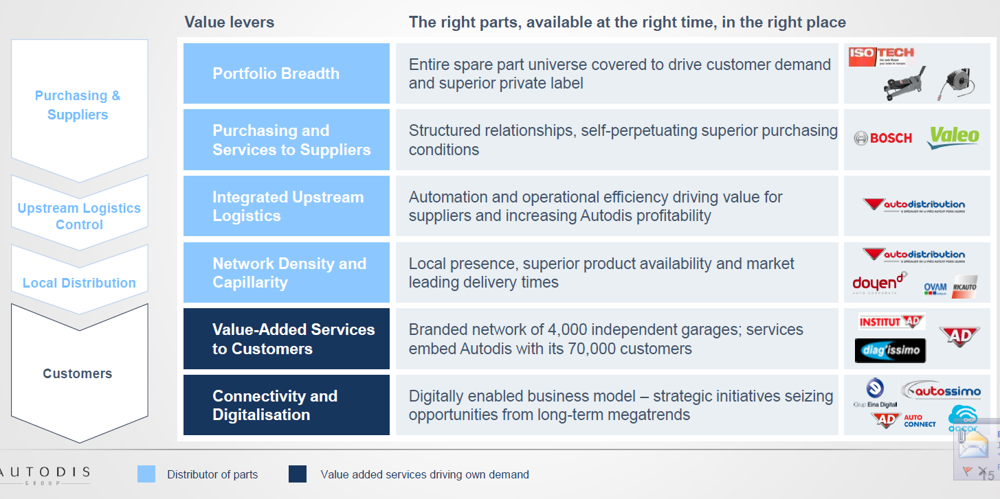 Value levers
The right parts, available at the right time, in the right place
Purchasing &
Suppliers
Upstream Logistics
Control
Local Distribution
Customers
Portfolio Breadth
Entire spare part universe covered to drive customer demand
and superior private label
ISOTECH
Purchasing and
Services to Suppliers
Structured relationships, self-perpetuating superior purchasing
conditions
BOSCH
Valeo
Integrated Upstream
Logistics
Automation and operational efficiency driving value for
suppliers and increasing Autodis profitability
autodistribution
Network Density and
Capillarity
Local presence, superior product availability and market
leading delivery times
autodistribution
doyen
AUTO CORPORATE
OVAM
RICAUTO
Value-Added Services
to Customers
Branded network of 4,000 independent garages; services
embed Autodis with its 70,000 customers
INSTITUT AD
AD
diag'issimo
Connectivity and
Digitalisation
Digitally enabled business model – strategic initiatives seizing
opportunities from long-term megatrends
Grup Eina Digital
autossimo
AD AUTO
CONNECT
AUTODIS
GROUP
Distributor of parts
Value added services driving own demand
15